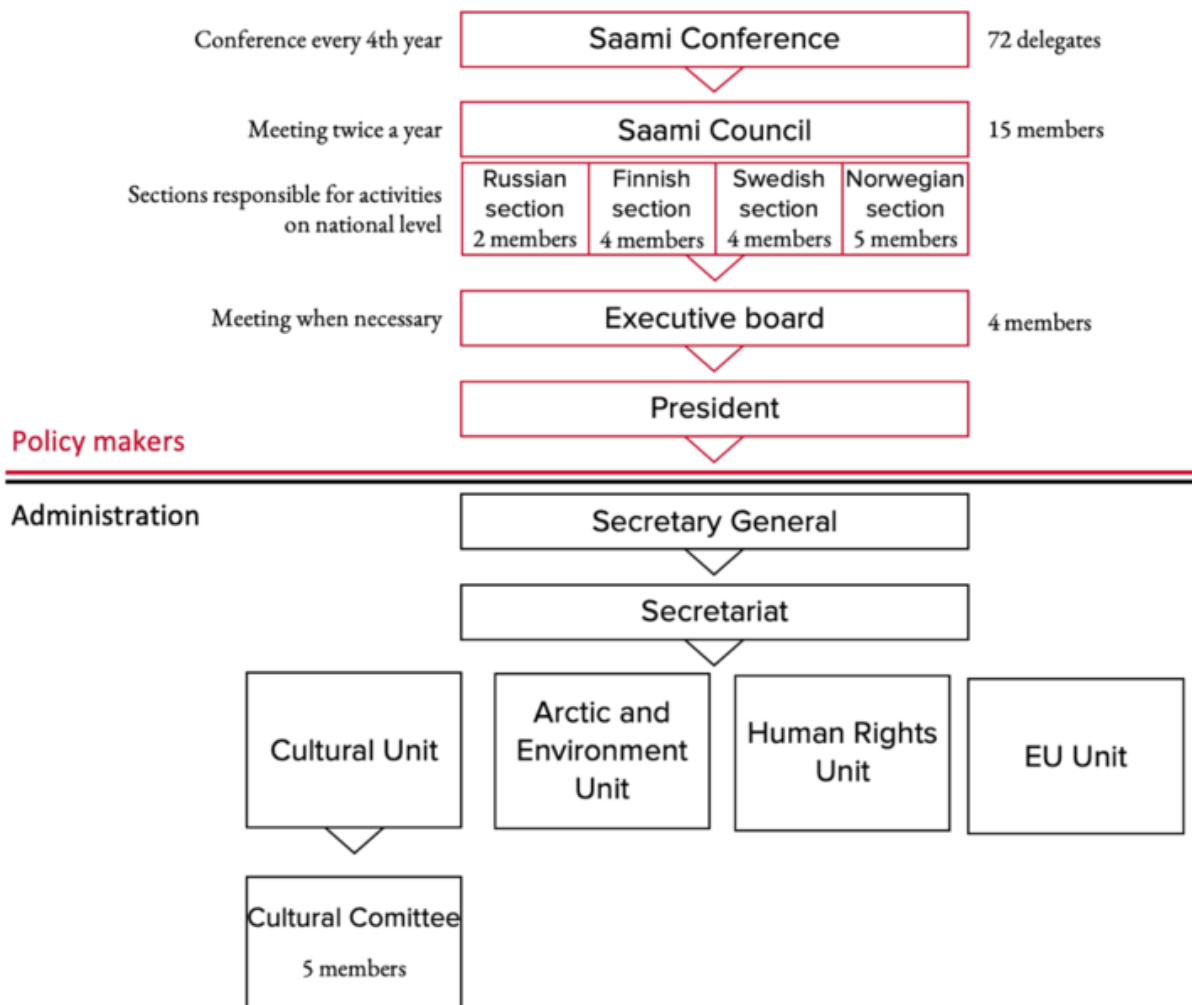 Conference every 4th year
Saami Conference
72 delegates
Meeting twice a year
Saami Council
15 members
Sections responsible for activities
on national level
Russian
section
2 members
Finnish
section
4 members
Swedish
section
4 members
Norwegian
section
5 members
Meeting when necessary
Executive board
4 members
President
Policy makers
Administration
Secretary General
Secretariat
Cultural Unit
Arctic and
Environment
Unit
Human Rights
Unit
EU Unit
Cultural Comittee
5 members